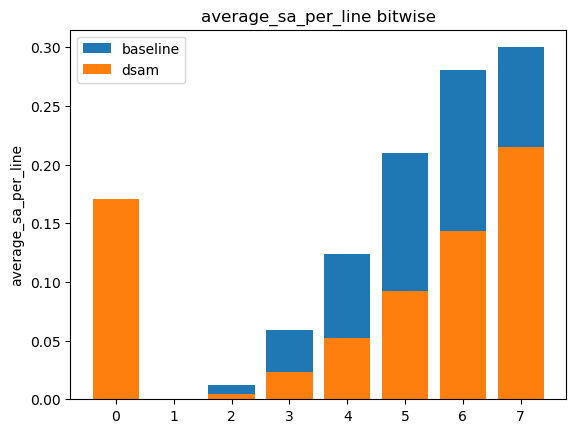 average_sa_per_line bitwise
baseline
dsam
average_sa_per_line
0.30
0.25
0.20
0.15
0.10
0.05
0.00
0 1 2 3 4 5 6 7